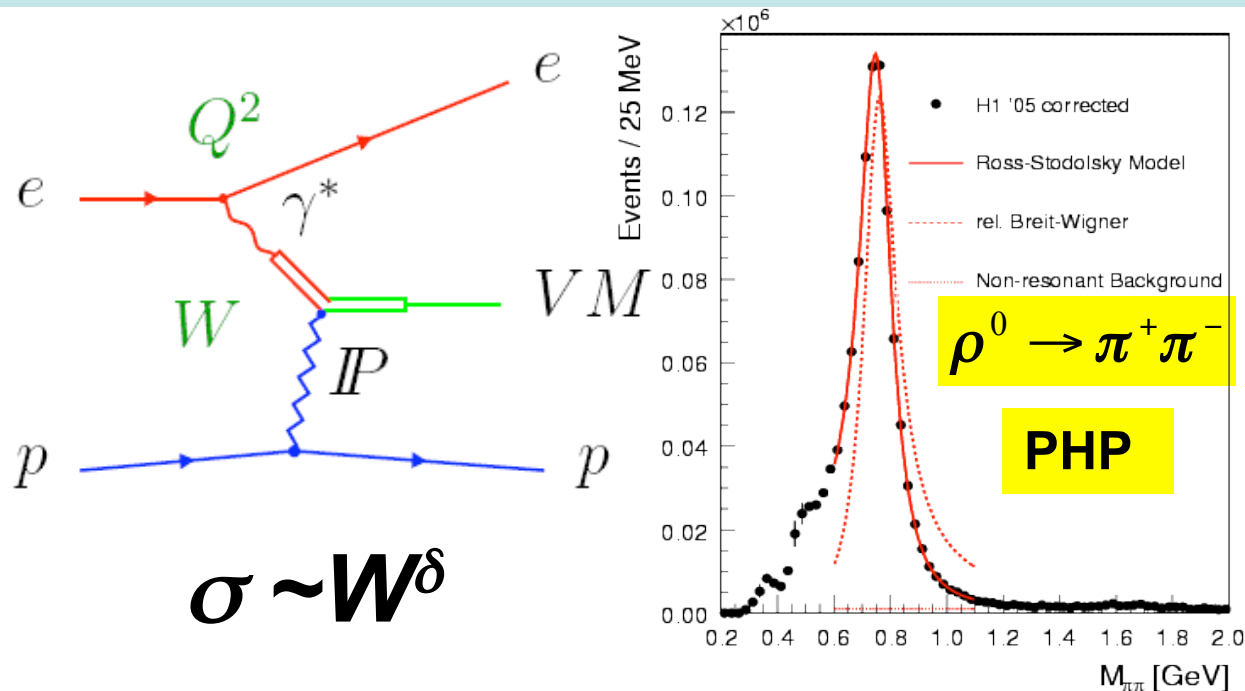 e
Q²
e
γ*
W
VM
IP
p
p
σ ~W^δ
×10⁶
Events / 25 MeV
0.12
0.10
0.08
0.06
0.04
0.02
0.00
H1 '05 corrected
Ross-Stodolsky Model
rel. Breit-Wigner
Non-resonant Background
ρ⁰ → π⁺π⁻
PHP
0.2 0.4 0.6 0.8 1.0 1.2 1.4 1.6 1.8 2.0
M_ππ [GeV]